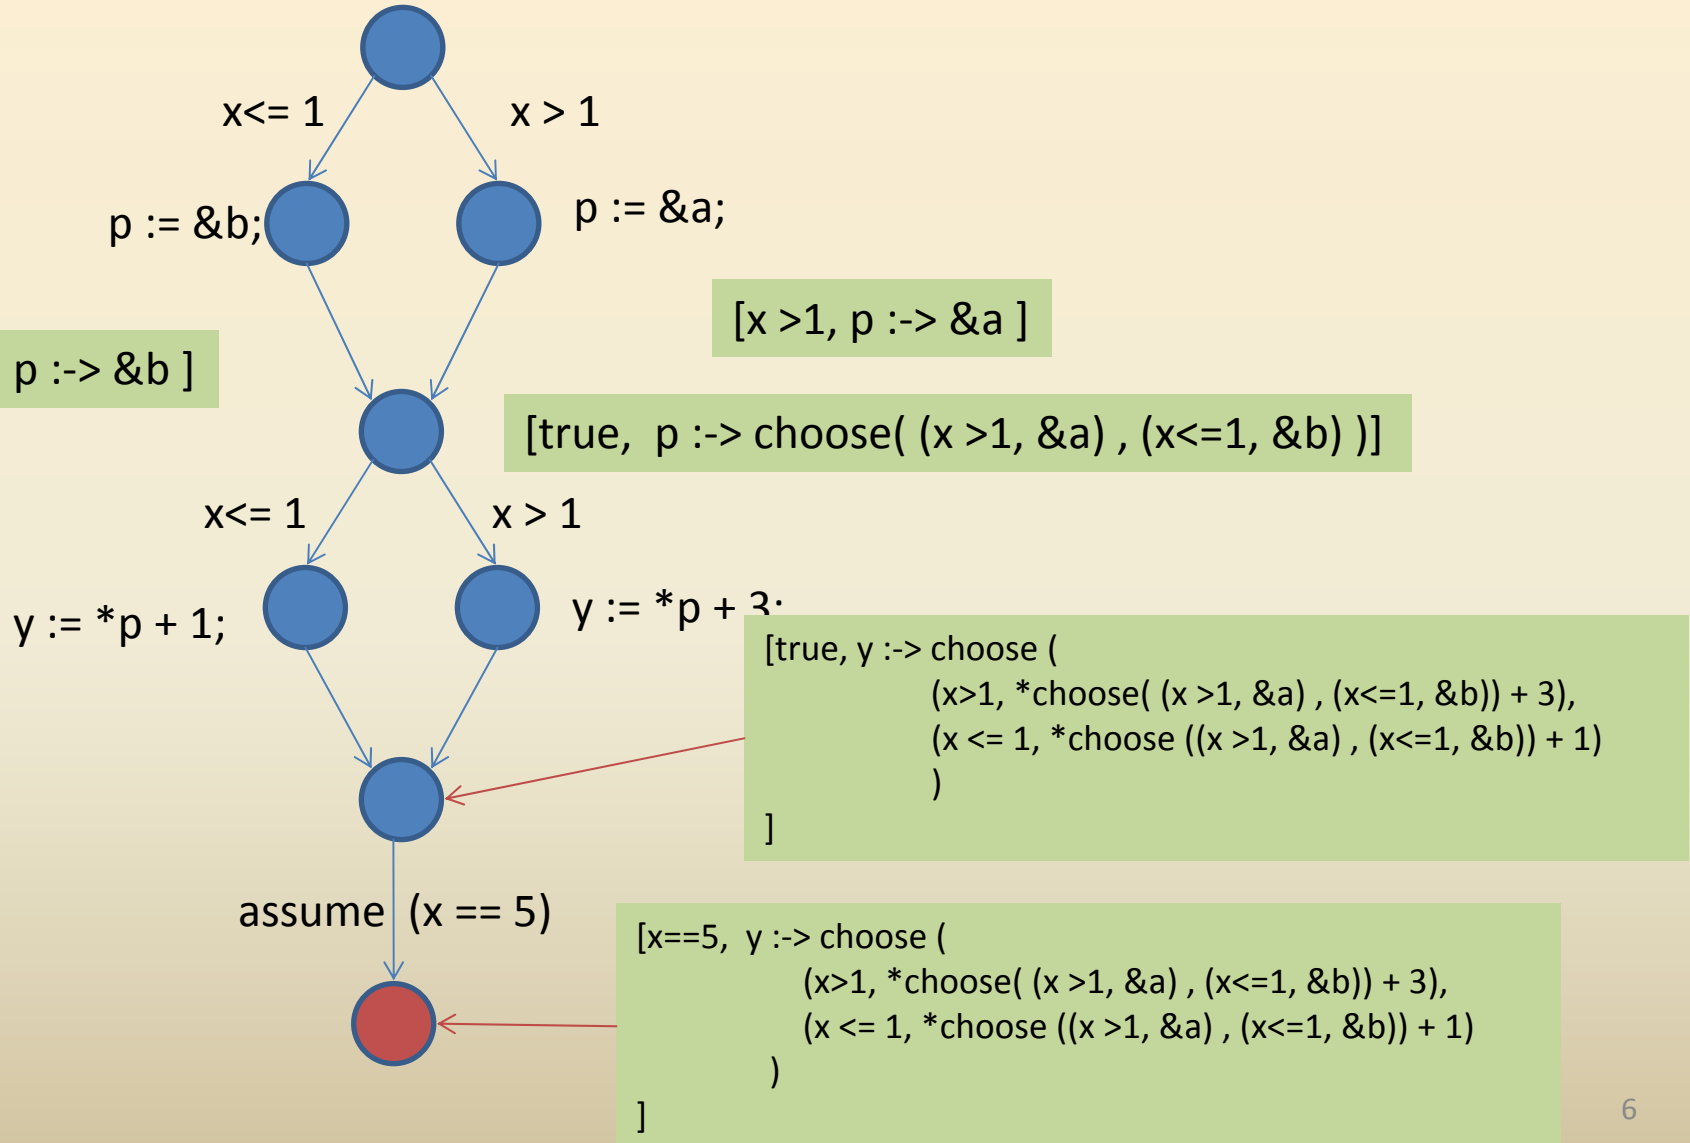 x<= 1
x > 1
p := &b;
p := &a;
[x >1, p :-> &a ]
p :-> &b ]
[true, p :-> choose( (x >1, &a) , (x<=1, &b) )]
x<= 1
x > 1
y := *p + 1;
y := *p + 3;
[true, y :-> choose (
(x>1, *choose( (x >1, &a) , (x<=1, &b)) + 3),
(x <= 1, *choose ((x >1, &a) , (x<=1, &b)) + 1)
)
]
assume (x == 5)
[x==5, y :-> choose (
(x>1, *choose( (x >1, &a) , (x<=1, &b)) + 3),
(x <= 1, *choose ((x >1, &a) , (x<=1, &b)) + 1)
)
]
6